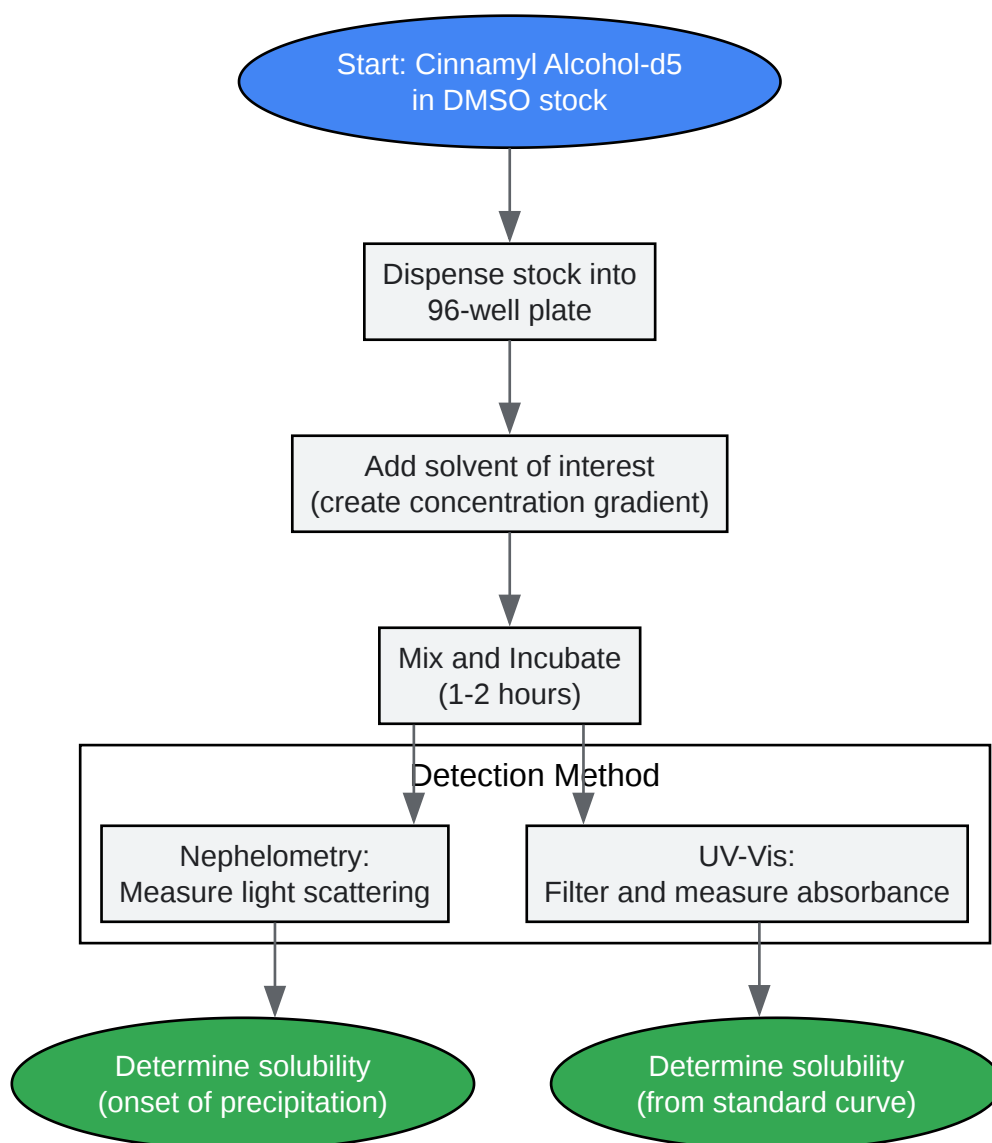 Start: Cinnamyl Alcohol-d5
in DMSO stock
Dispense stock into
96-well plate
Add solvent of interest
(create concentration gradient)
Mix and Incubate
(1-2 hours)
Detection Method
Nephelometry:
Measure light scattering
UV-Vis:
Filter and measure absorbance
Determine solubility
(onset of precipitation)
Determine solubility
(from standard curve)